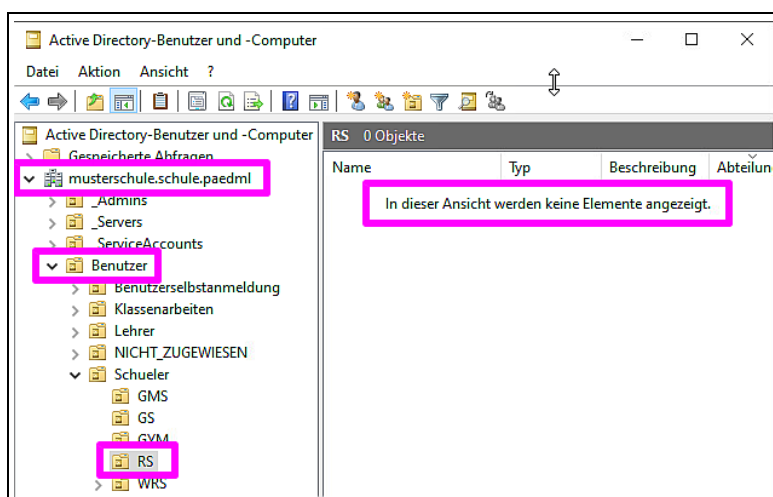 Active Directory-Benutzer und -Computer
Datei Aktion Ansicht ?
Active Directory-Benutzer und -Computer
Gespeicherte Abfragen
musterschule.schule.paedml
_Admins
_Servers
_ServiceAccounts
Benutzer
Benutzerselbstanmeldung
Klassenarbeiten
Lehrer
NICHT_ZUGEWIESEN
Schueler
GMS
GS
GYM
RS
WRS
RS 0 Objekte
Name Typ Beschreibung Abteilun
In dieser Ansicht werden keine Elemente angezeigt.